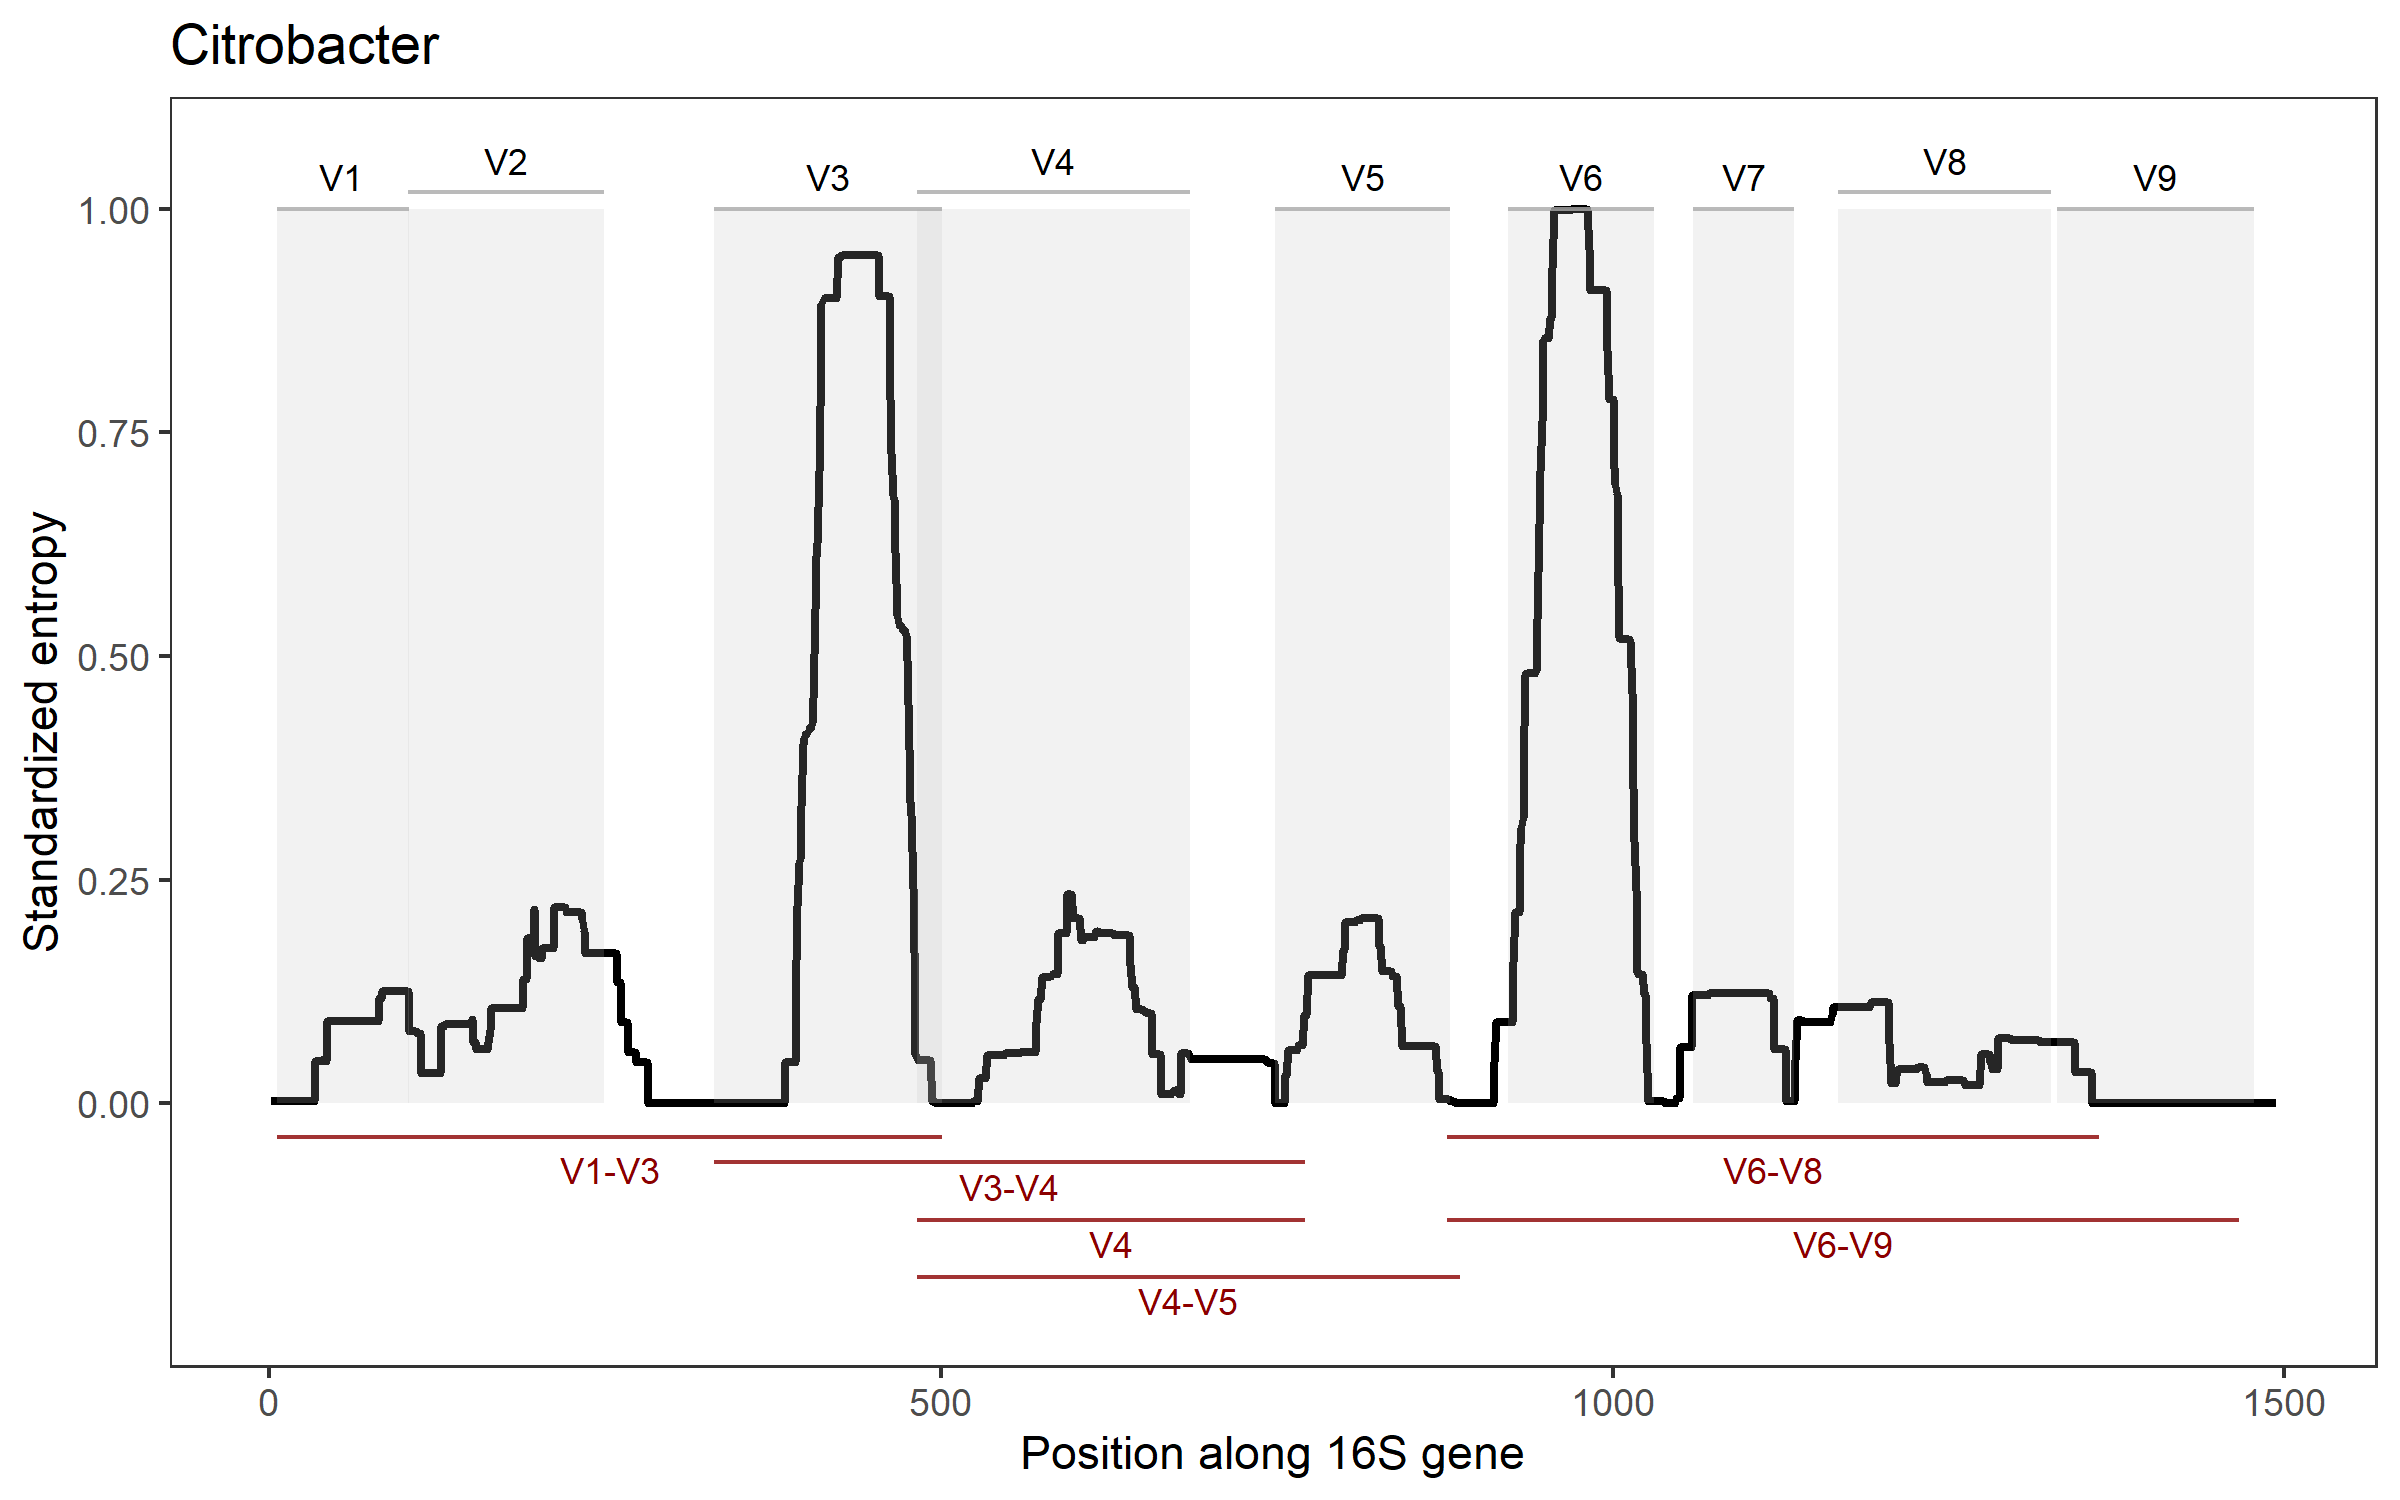 Citrobacter
V1
V2
V3
V4
V5
V6
V7
V8
V9
1.00
0.75
0.50
0.25
0.00
Standardized entropy
V1-V3
V3-V4
V4
V4-V5
V6-V8
V6-V9
0
500
1000
1500
Position along 16S gene